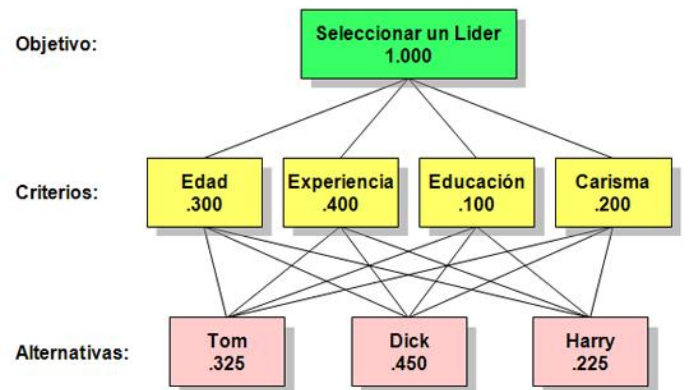 Objetivo:
Seleccionar un Lider
1.000
Criterios:
Edad
.300
Experiencia
.400
Educación
.100
Carisma
.200
Alternativas:
Tom
.325
Dick
.450
Harry
.225